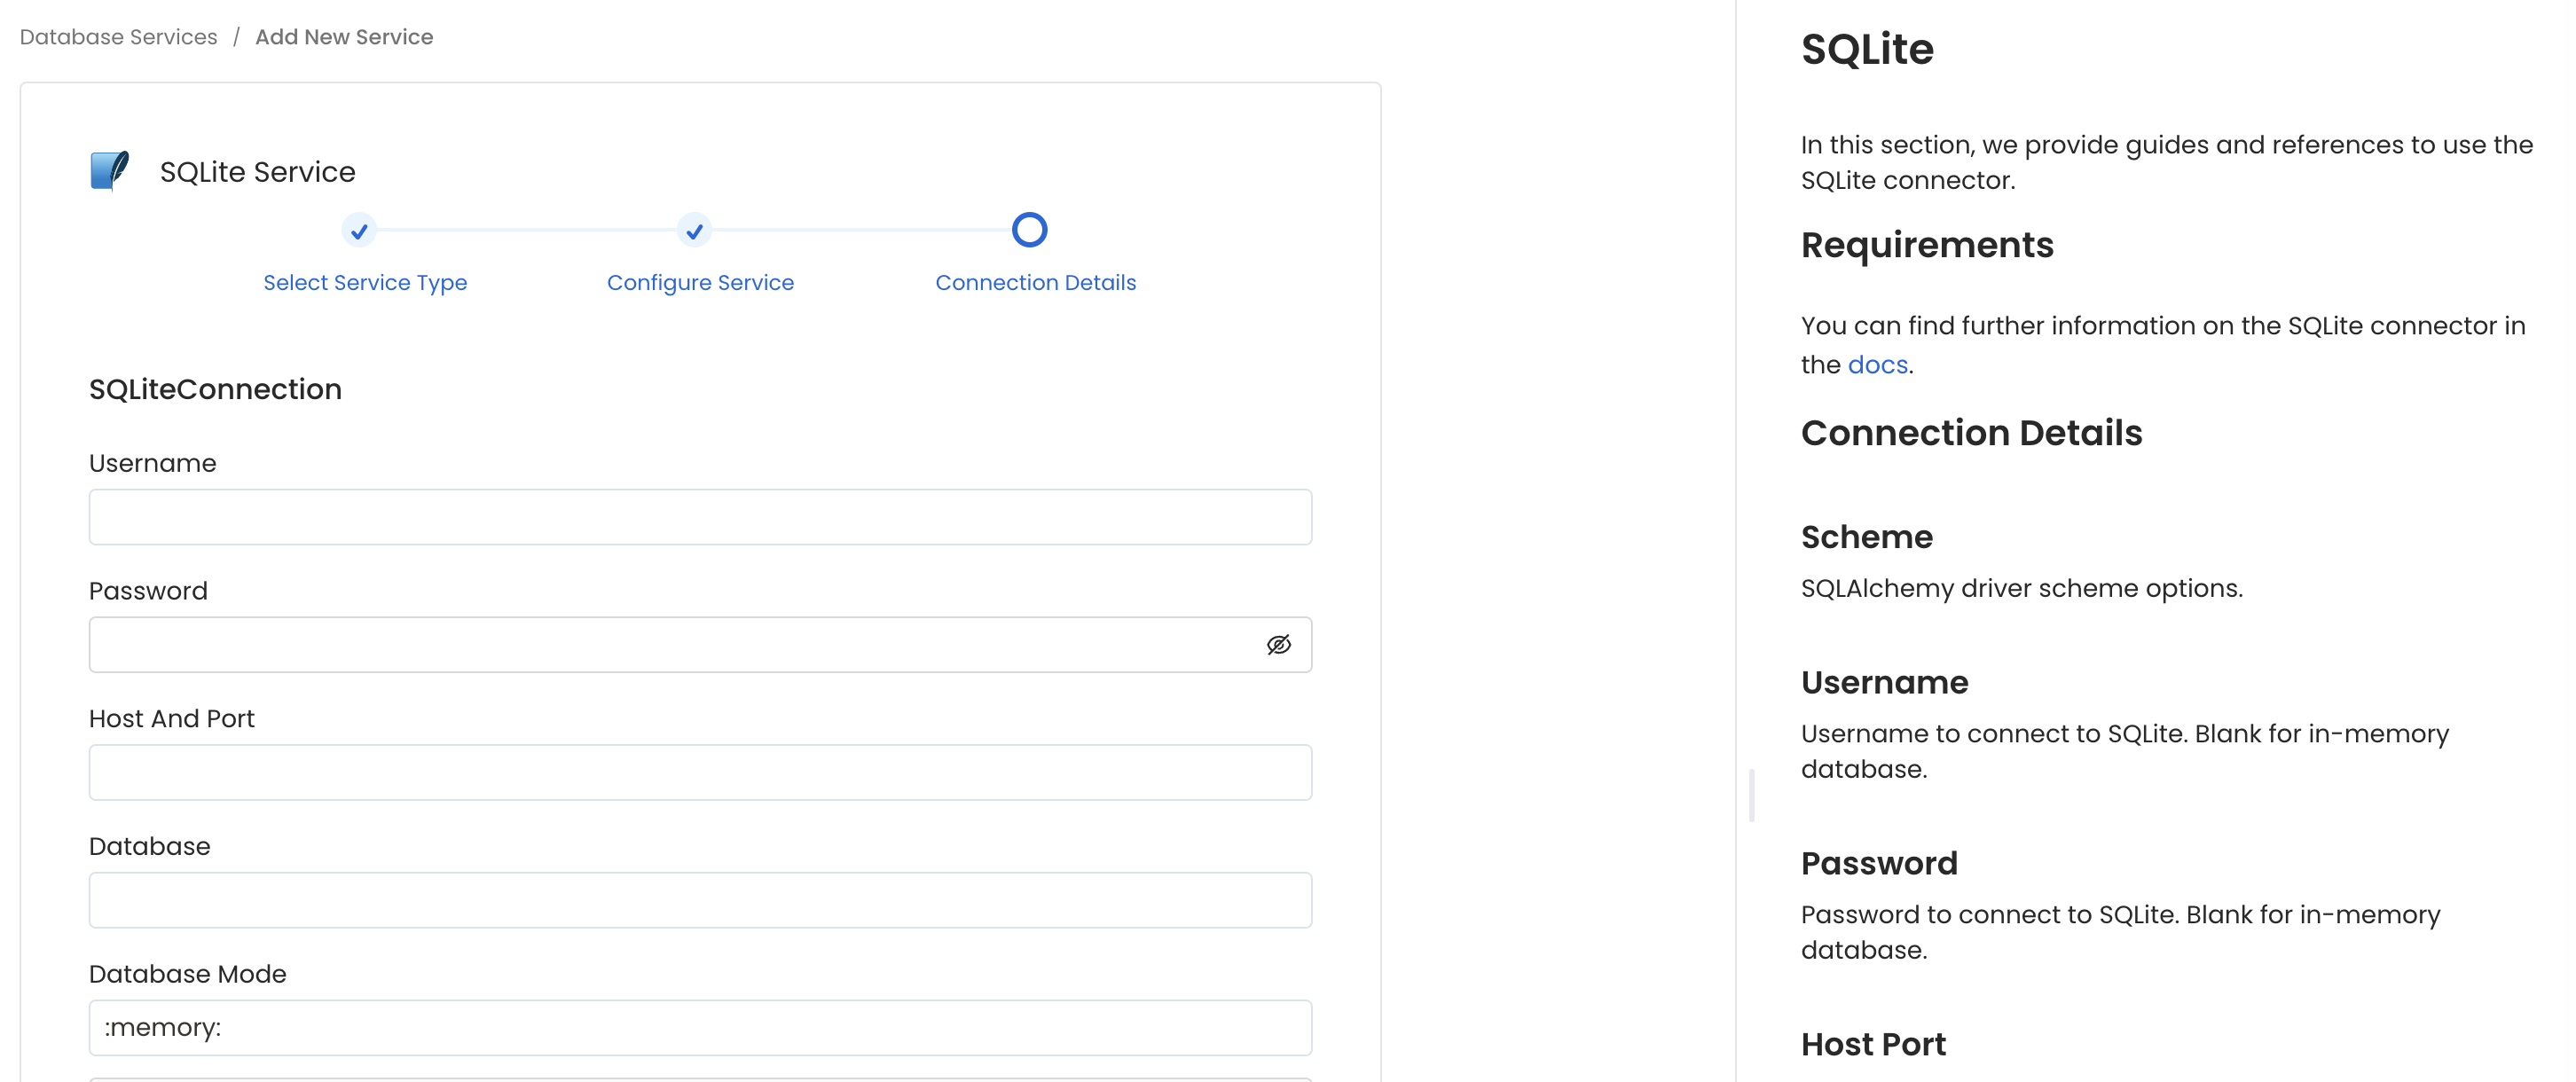 Database Services / Add New Service
SQLite Service
Select Service Type
Configure Service
Connection Details
SQLiteConnection
Username
Password
Host And Port
Database
Database Mode
:memory:
SQLite
In this section, we provide guides and references to use the
SQLite connector.
Requirements
You can find further information on the SQLite connector in
the docs.
Connection Details
Scheme
SQLAlchemy driver scheme options.
Username
Username to connect to SQLite. Blank for in-memory
database.
Password
Password to connect to SQLite. Blank for in-memory
database.
Host Port